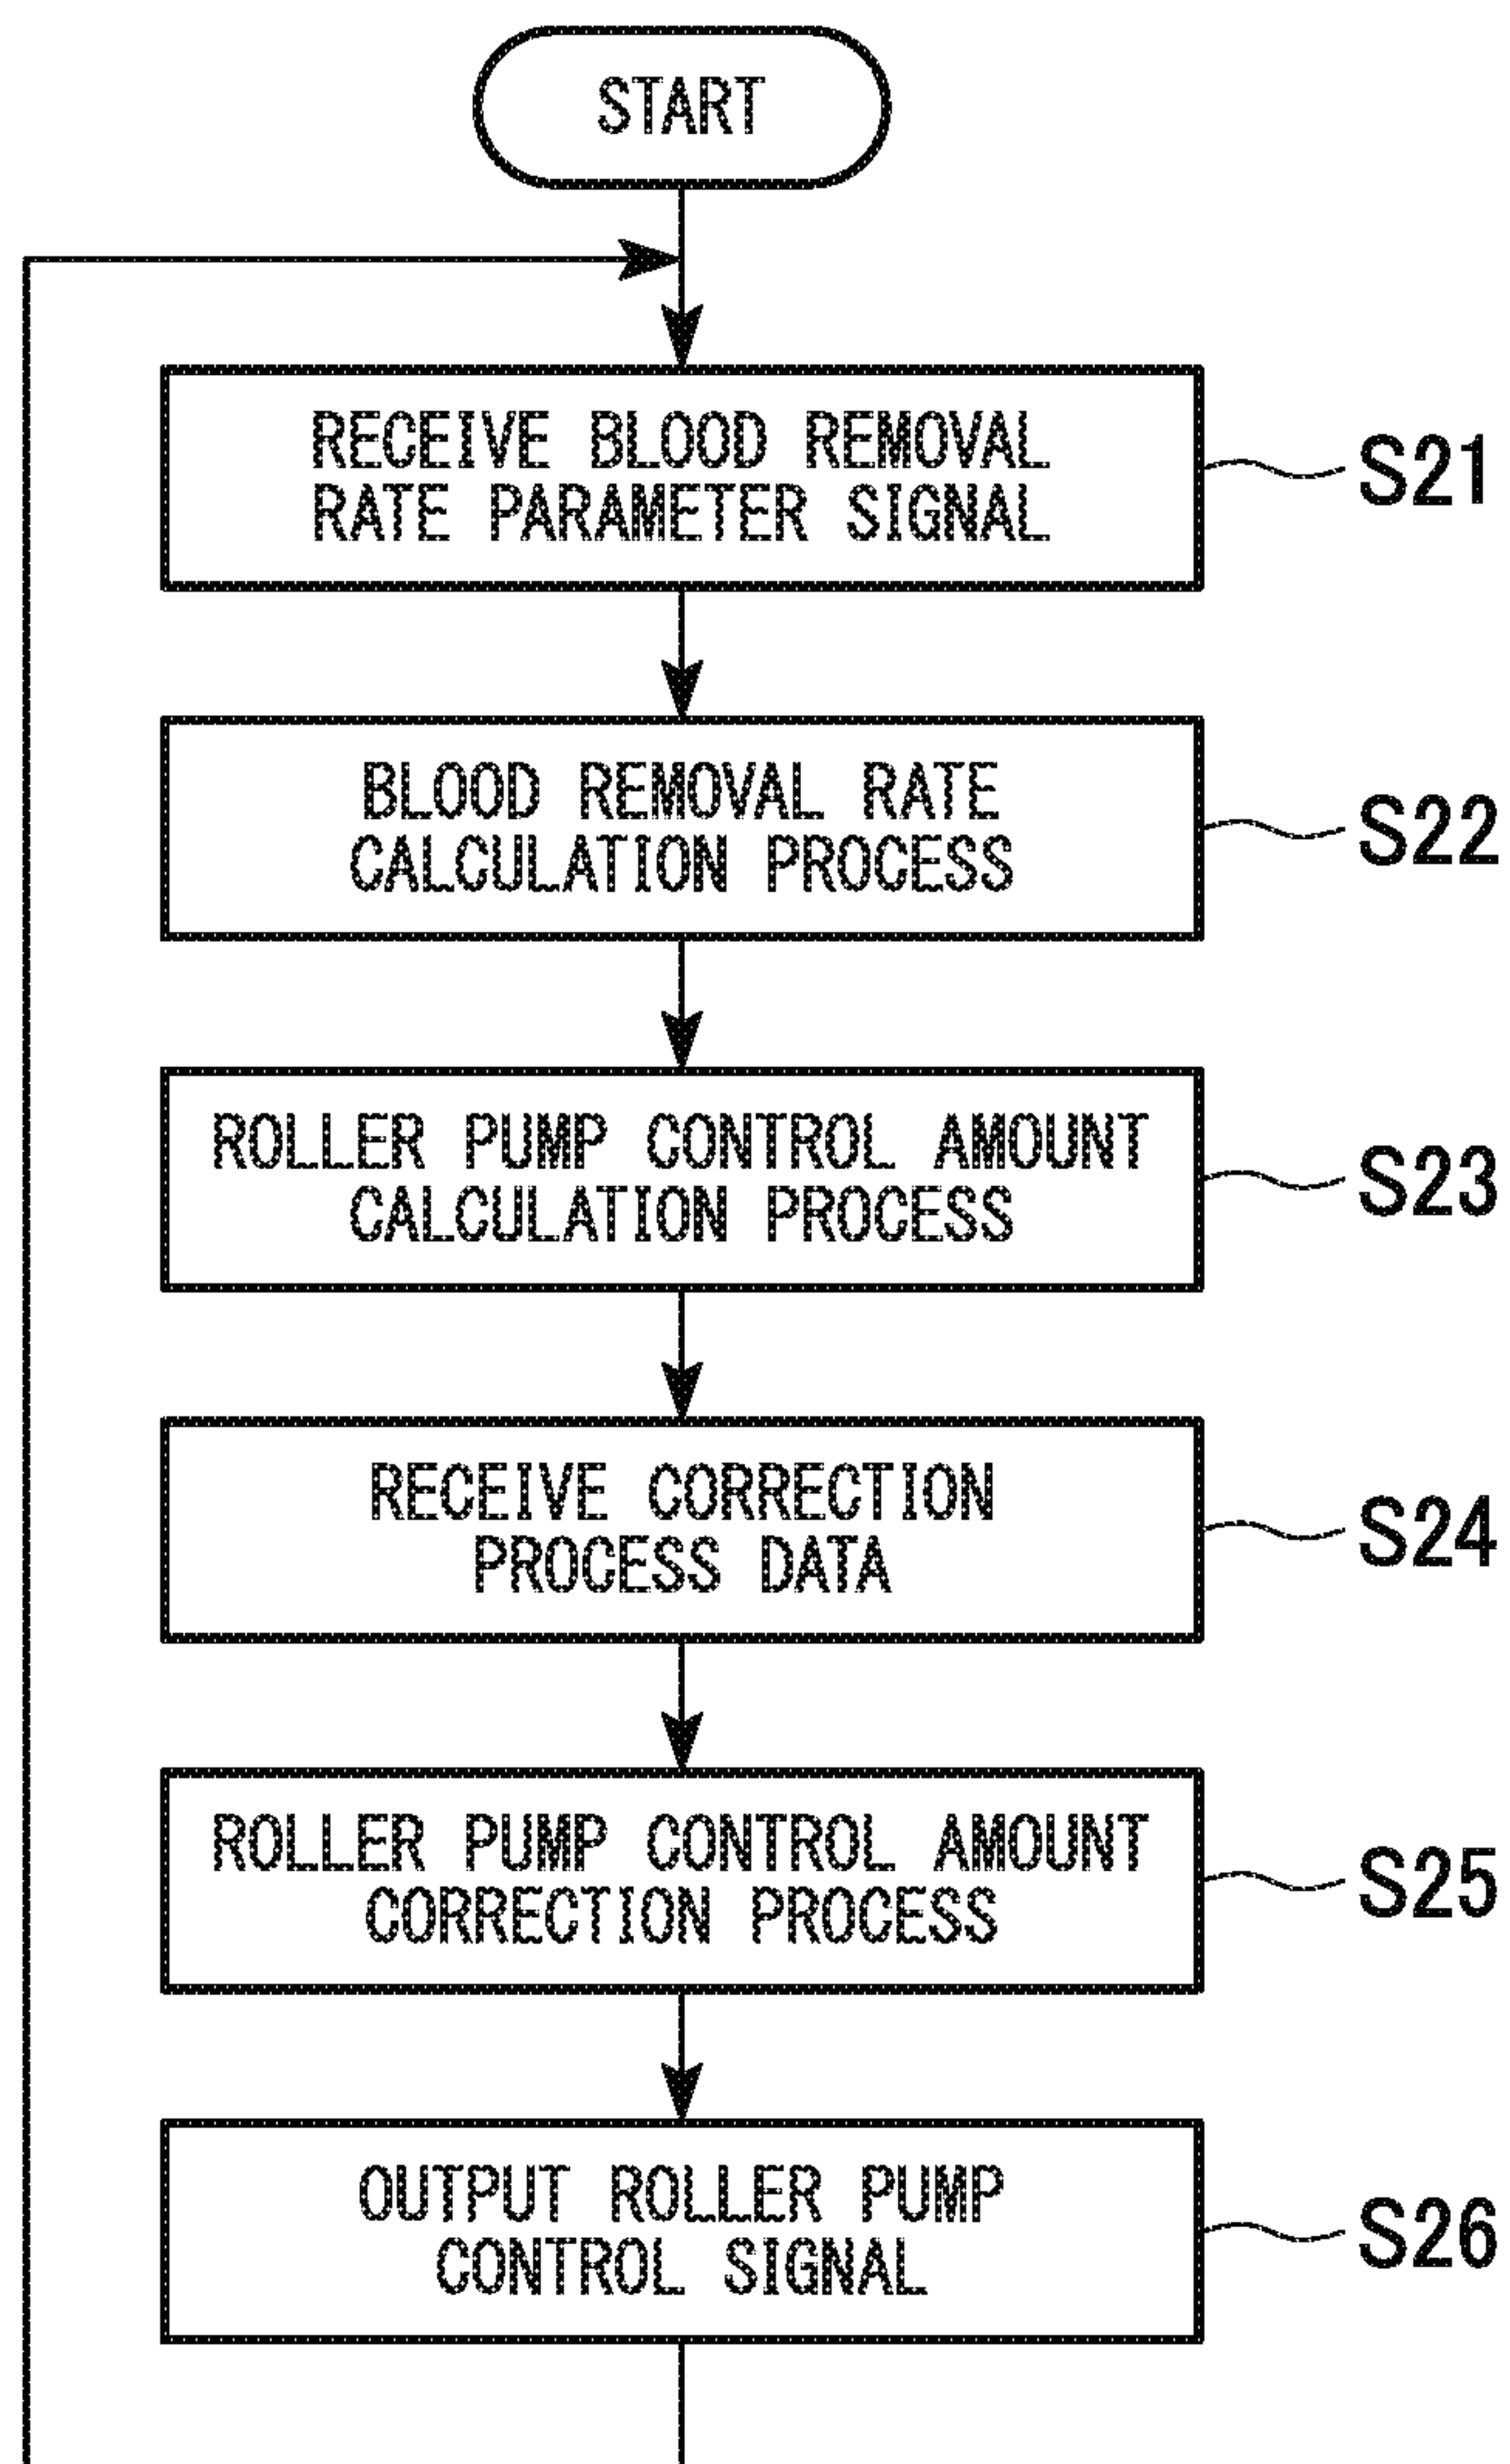 START
RECEIVE BLOOD REMOVAL
RATE PARAMETER SIGNAL
S21
BLOOD REMOVAL RATE
CALCULATION PROCESS
S22
ROLLER PUMP CONTROL AMOUNT
CALCULATION PROCESS
S23
RECEIVE CORRECTION
PROCESS DATA
S24
ROLLER PUMP CONTROL AMOUNT
CORRECTION PROCESS
S25
OUTPUT ROLLER PUMP
CONTROL SIGNAL
S26